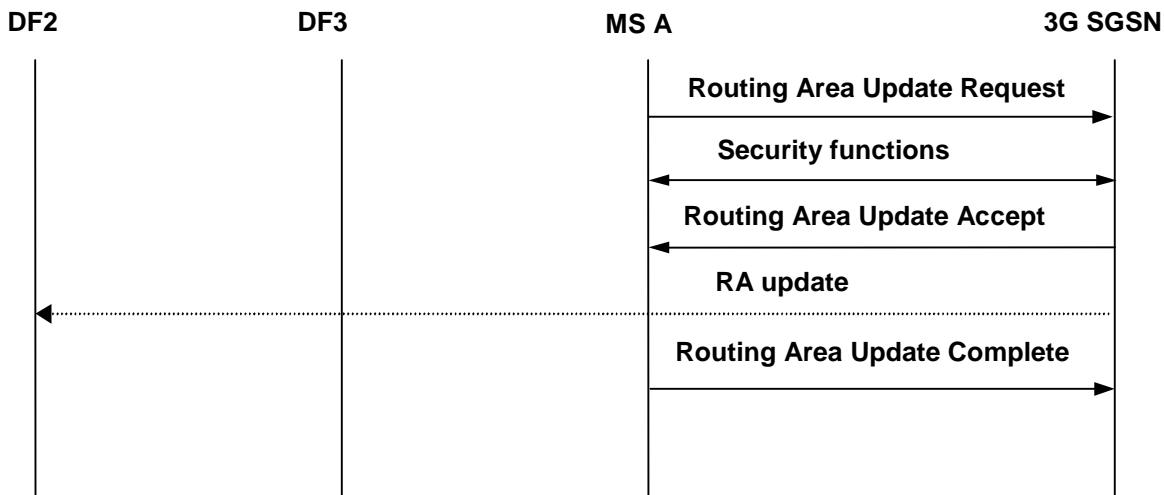 DF2 DF3 MS A 3G SGSN
Routing Area Update Request
Security functions
Routing Area Update Accept
RA update
Routing Area Update Complete